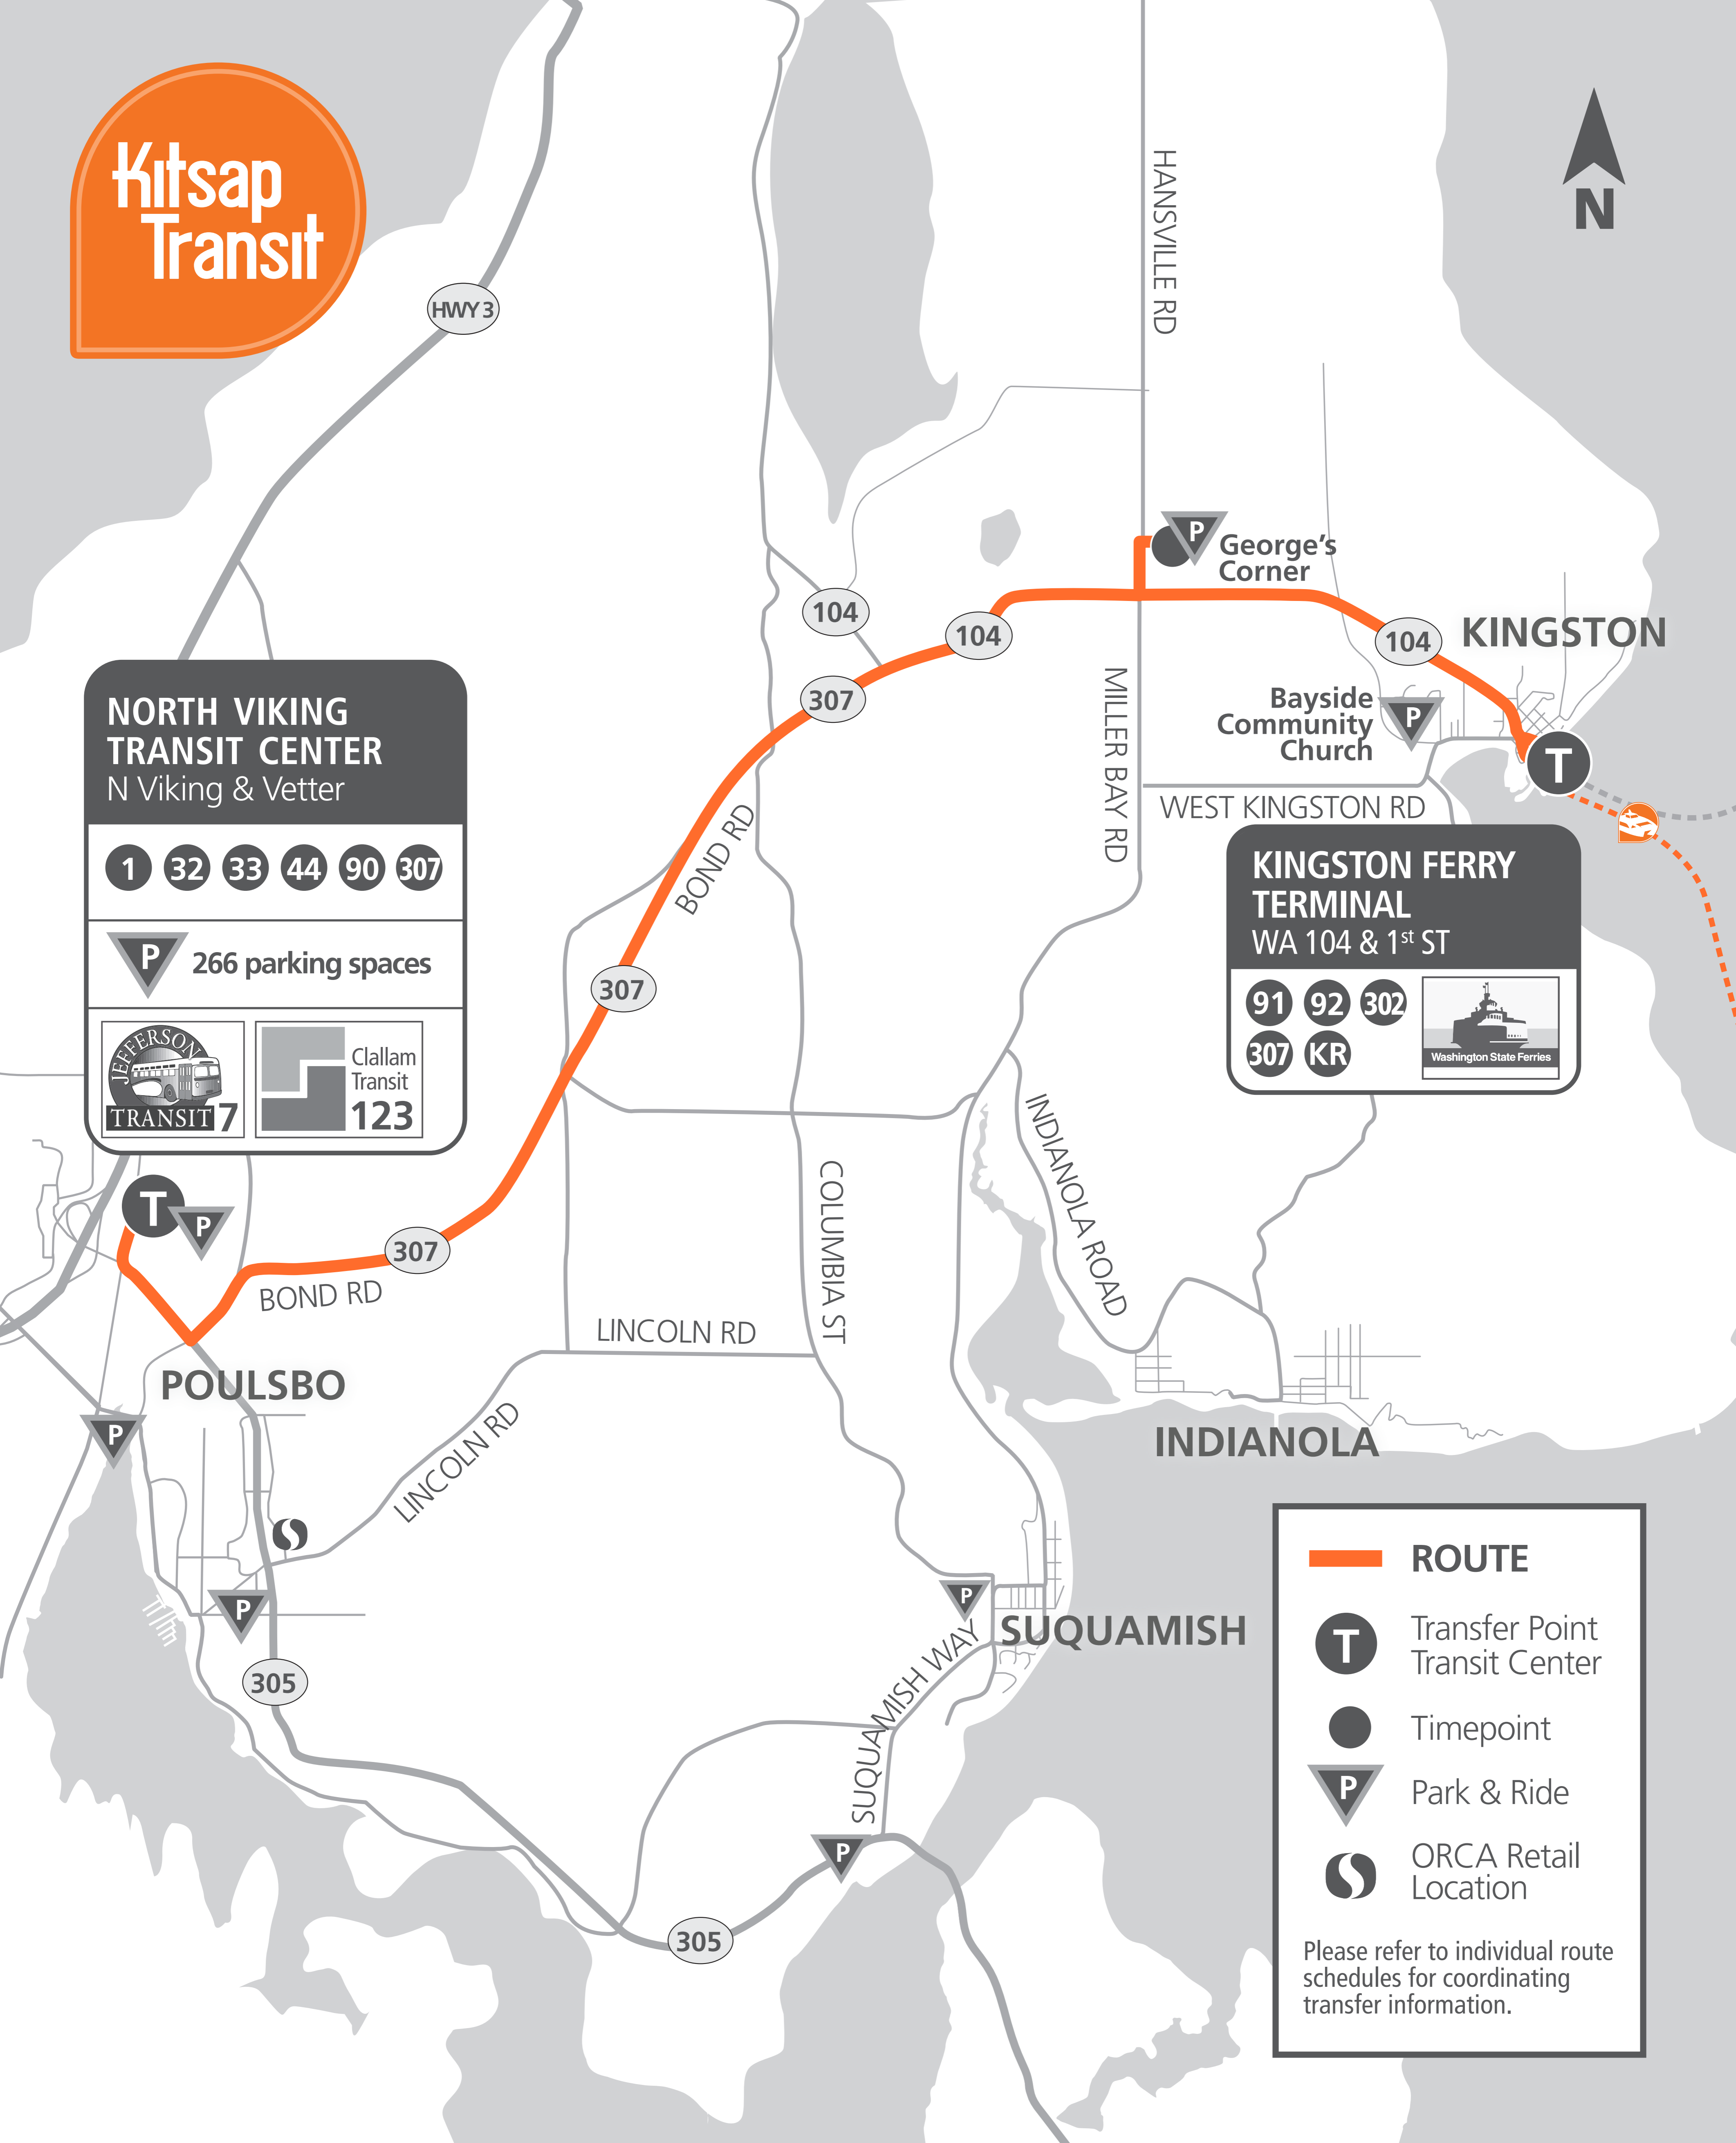 Kitsap
Transit
N
HWY 3
HANSVILLE RD
104
104
104
307
George's
Corner
KINGSTON
MILLER BAY RD
Bayside
Community
Church
P
P
T
WEST KINGSTON RD
NORTH VIKING
TRANSIT CENTER
N Viking & Vetter
1 32 33 44 90 307
P 266 parking spaces
JEFFERSON
TRANSIT 7
Clallam
Transit
123
KINGSTON FERRY
TERMINAL
WA 104 & 1st ST
91 92 302
307 KR
Washington State Ferries
BOND RD
307
INDIANOLA ROAD
COLUMBIA ST
T
P
307
BOND RD
LINCOLN RD
POULSBO
P
LINCOLN RD
INDIANOLA
P
P
SUQUAMISH
SUQUAMISH WAY
305
P
305
ROUTE
T Transfer Point
Transit Center
Timepoint
P Park & Ride
ORCA Retail
Location
Please refer to individual route
schedules for coordinating
transfer information.